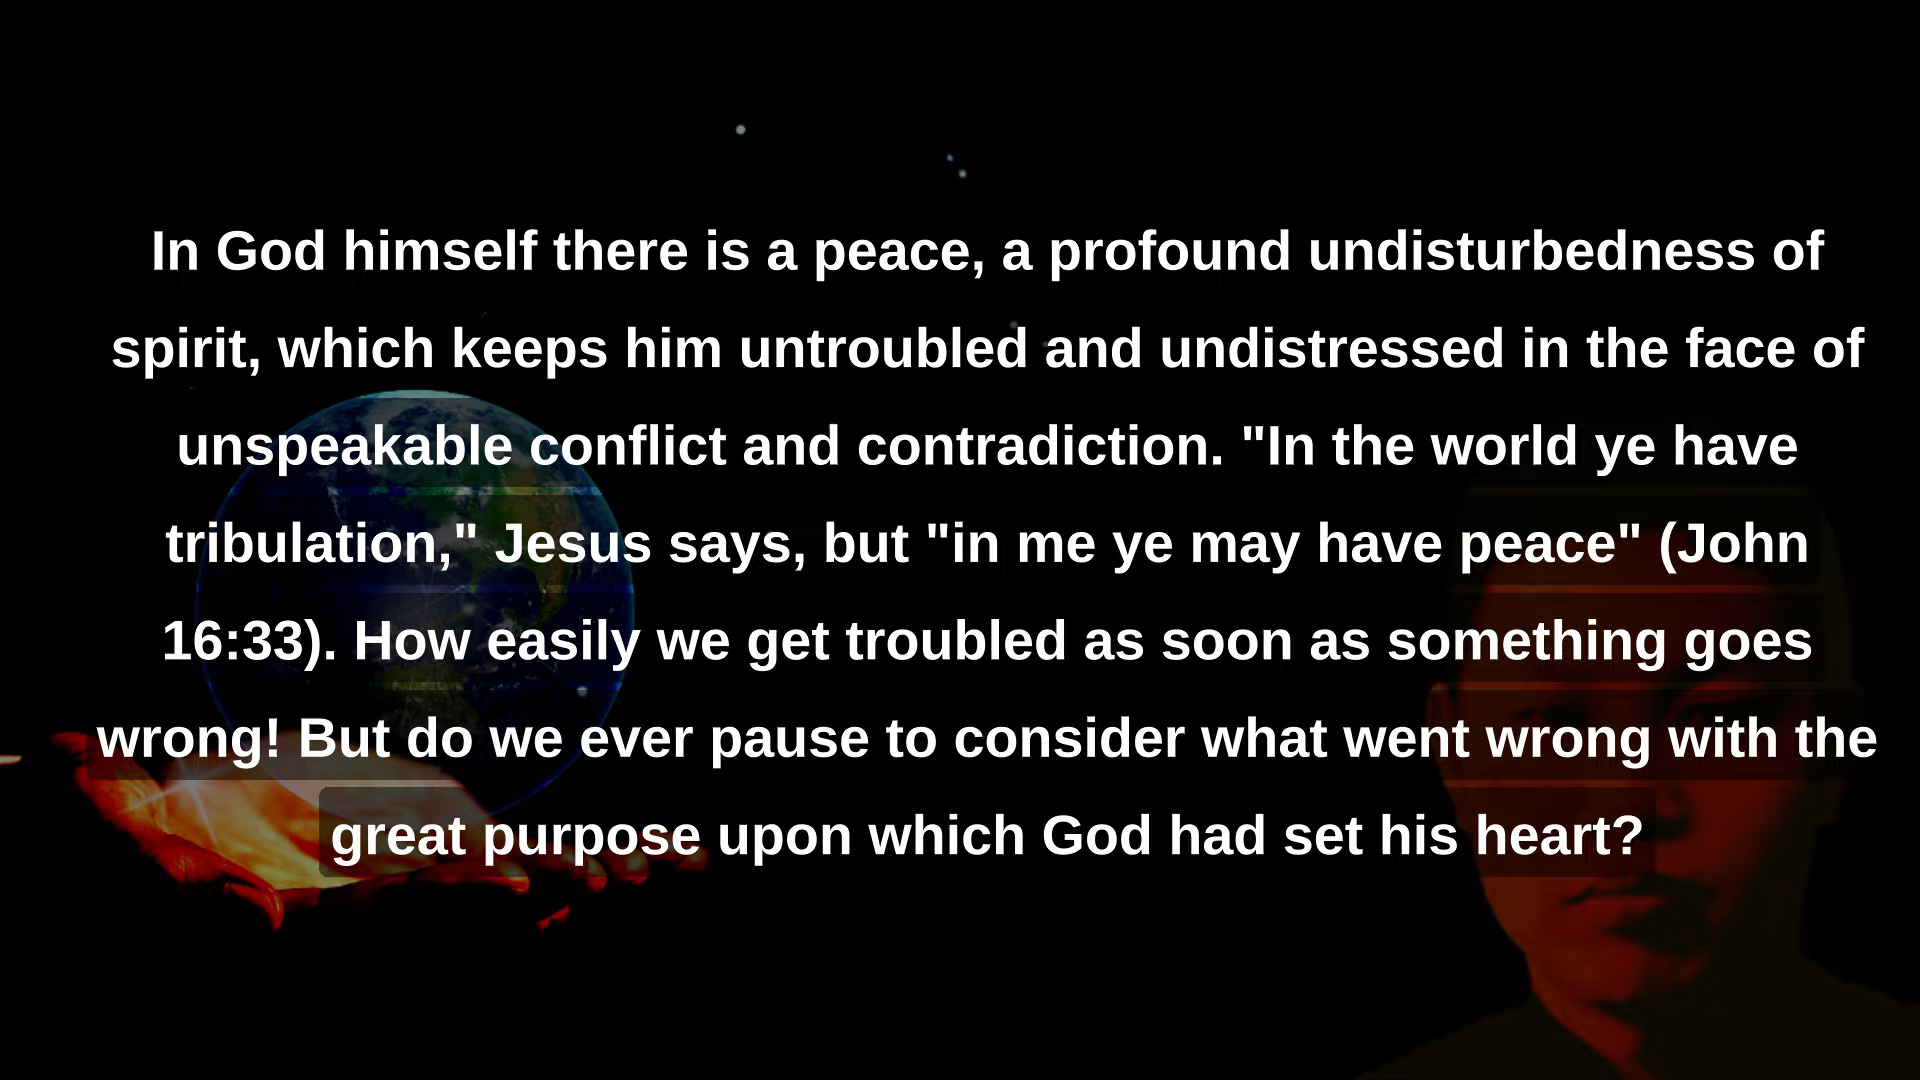 In God himself there is a peace, a profound undisturbedness of
spirit, which keeps him untroubled and undistressed in the face of
unspeakable conflict and contradiction. "In the world ye have
tribulation," Jesus says, but "in me ye may have peace" (John
16:33). How easily we get troubled as soon as something goes
wrong! But do we ever pause to consider what went wrong with the
great purpose upon which God had set his heart?